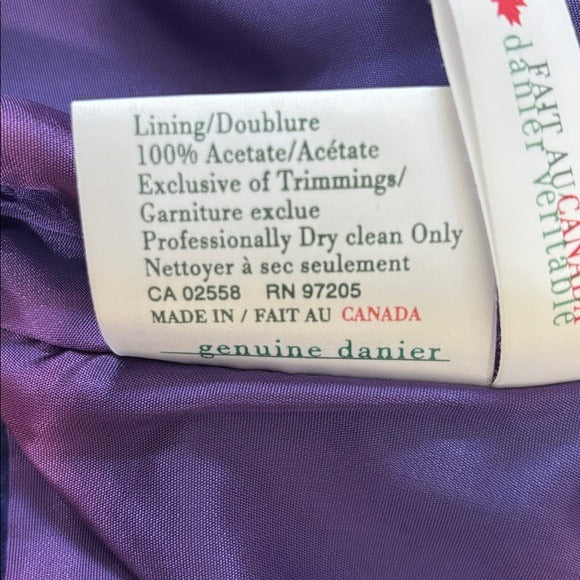 Lining/Doublure
100% Acetate/Acétate
Exclusive of Trimmings/
Garniture exclue
Professionally Dry clean Only
Nettoyer à sec seulement
CA 02558 RN 97205
MADE IN / FAIT AU CANADA
genuine danier
FAIT AU CANADA
danier véritable